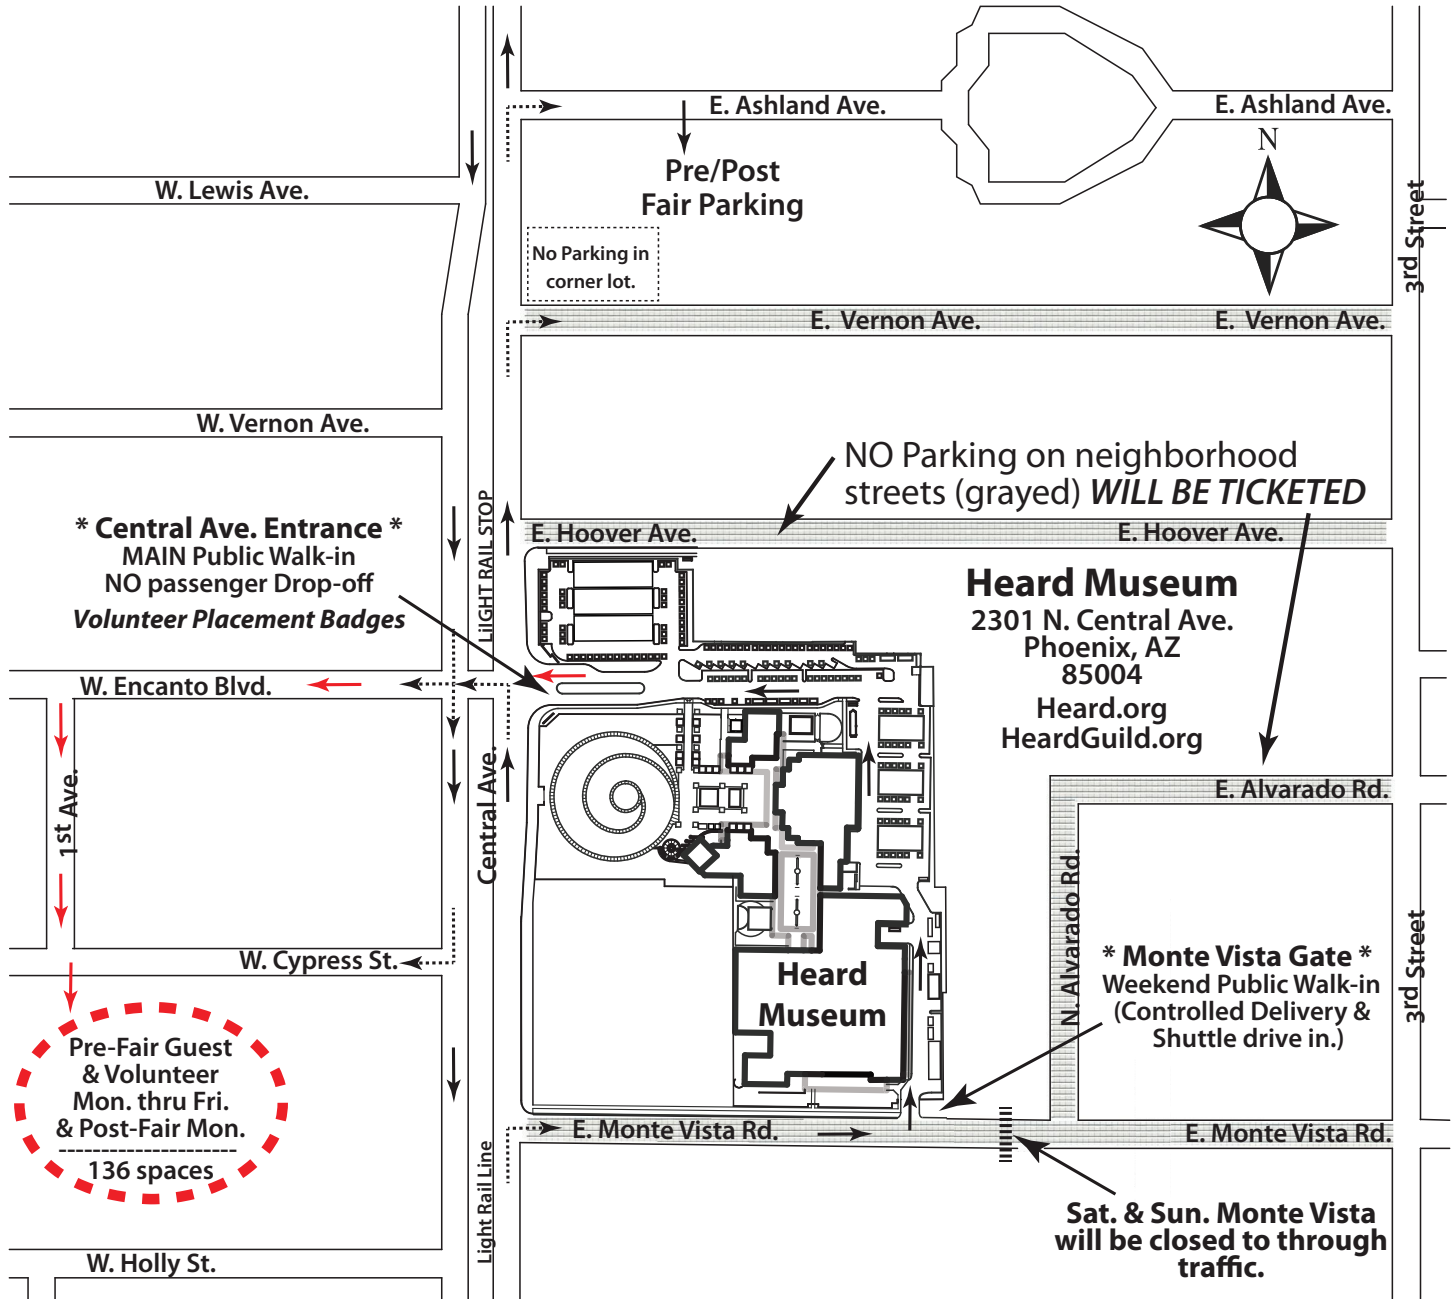 E. Ashland Ave.
E. Ashland Ave.
N
Pre/Post
Fair Parking
W. Lewis Ave.
3rd Street
No Parking in
corner lot.
E. Vernon Ave.
E. Vernon Ave.
W. Vernon Ave.
NO Parking on neighborhood
streets (grayed) WILL BE TICKETED
* Central Ave. Entrance *
MAIN Public Walk-in
NO passenger Drop-off
Volunteer Placement Badges
LiIGHT RAIL STOP
E. Hoover Ave.
E. Hoover Ave.
Heard Museum
2301 N. Central Ave.
Phoenix, AZ
85004
Heard.org
HeardGuild.org
W. Encanto Blvd.
1st Ave.
Central Ave.
E. Alvarado Rd.
N. Alvarado Rd.
W. Cypress St.
Heard
Museum
* Monte Vista Gate *
Weekend Public Walk-in
(Controlled Delivery &
Shuttle drive in.)
3rd Street
Pre-Fair Guest
& Volunteer
Mon. thru Fri.
& Post-Fair Mon.
----------------------
136 spaces
E. Monte Vista Rd.
E. Monte Vista Rd.
Light Rail Line
Sat. & Sun. Monte Vista
will be closed to through
traffic.
W. Holly St.